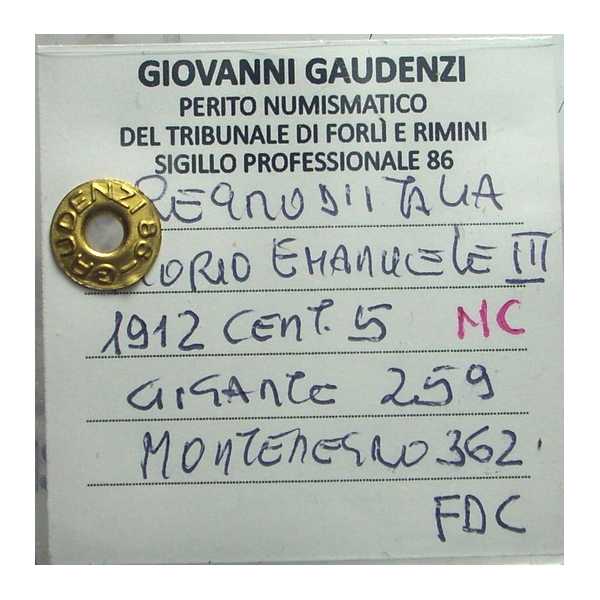 GIOVANNI GAUDENZI
PERITO NUMISMATICO
DEL TRIBUNALE DI FORLÌ E RIMINI
SIGILLO PROFESSIONALE 86
REGNO D'ITALIA
GAUDENZI 86
TORIO EMANUELE III
1912 CENT. 5 MC
GIGANTE 259
MONTENEGRO 362.
FDC